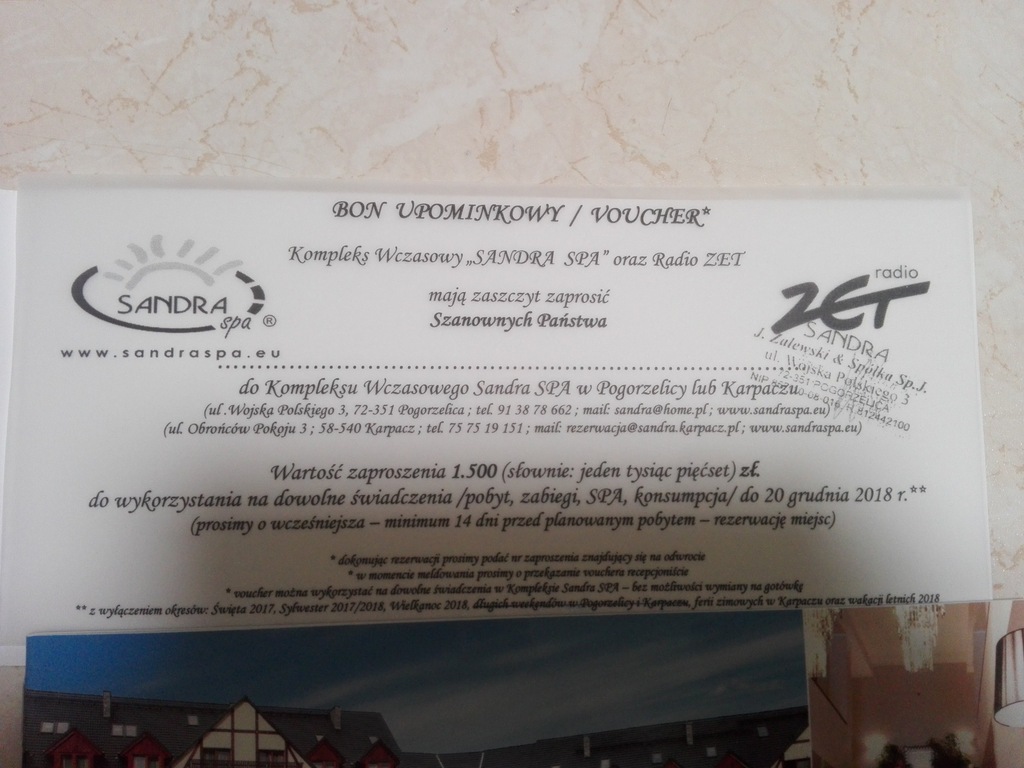 BON UPOMINKOWY / VOUCHER*
Kompleks Wczasowy „SANDRA SPA” oraz Radio ZET
mają zaszczyt zaprosić
Szanownych Państwa
SANDRA
spa ®
www.sandraspa.eu
radio
ZET
SANDRA
J. Zalewski & Spółka Sp.J.
ul. Wojska Polskiego 3
72-351 POGORZELICA
NIP
812442100
do Kompleksu Wczasowego Sandra SPA w Pogorzelicy lub Karpaczu
(ul.Wojska Polskiego 3, 72-351 Pogorzelica ; tel. 91 38 78 662 ; mail: sandra@home.pl ; www.sandraspa.eu)
(ul. Obrońców Pokoju 3 ; 58-540 Karpacz ; tel. 75 75 19 151 ; mail: rezerwacja@sandra.karpacz.pl ; www.sandraspa.eu)
Wartość zaproszenia 1.500 (słownie: jeden tysiąc pięćset) zł.
do wykorzystania na dowolne świadczenia /pobyt, zabiegi, SPA, konsumpcja/ do 20 grudnia 2018 r.**
(prosimy o wcześniejsza – minimum 14 dni przed planowanym pobytem – rezerwację miejsc)
* dokonując rezerwacji prosimy podać nr zaproszenia znajdujący się na odwrocie
* w momencie meldowania prosimy o przekazanie vouchera recepcjoniście
* voucher można wykorzystać na dowolne świadczenia w Kompleksie Sandra SPA – bez możliwości wymiany na gotówkę
** z wyłączeniem okresów: Święta 2017, Sylwester 2017/2018, Wielkanoc 2018, długich weekendów w Pogorzelicy i Karpaczu, ferii zimowych w Karpaczu oraz wakacji letnich 2018